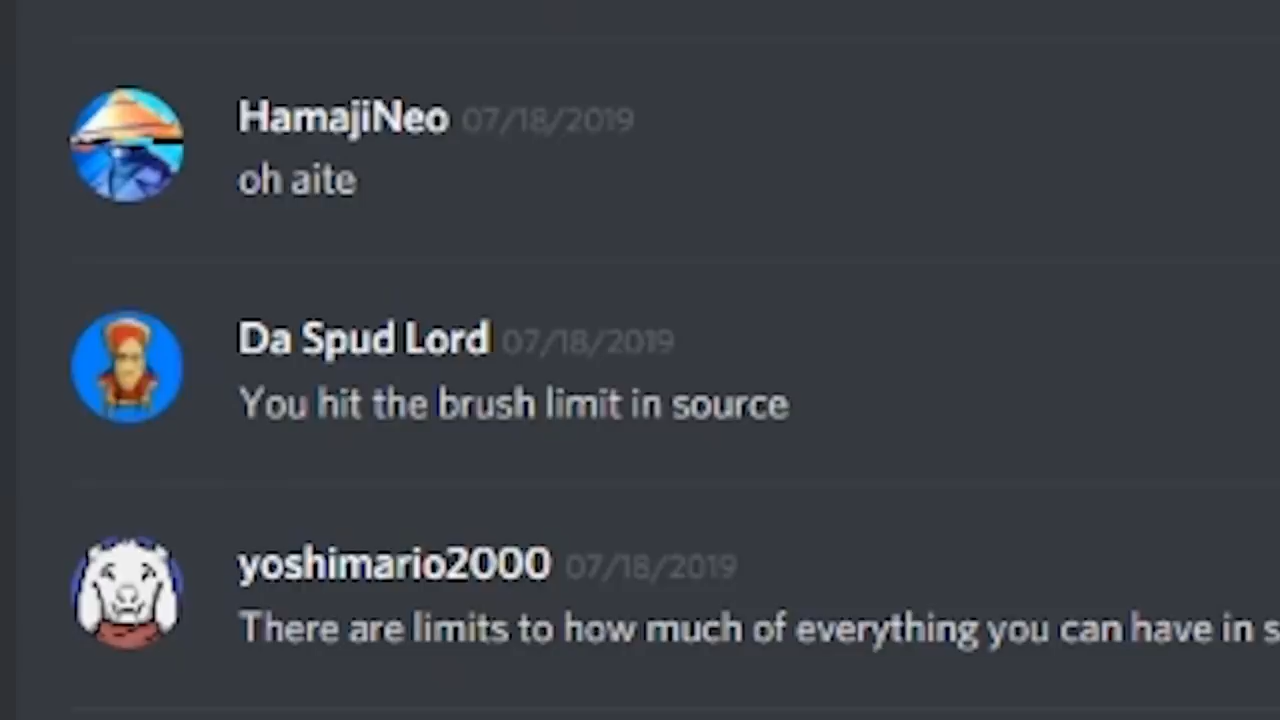 HamajiNeo 07/18/2019
oh aite
Da Spud Lord 07/18/2019
You hit the brush limit in source
yoshimario2000 07/18/2019
There are limits to how much of everything you can have in s